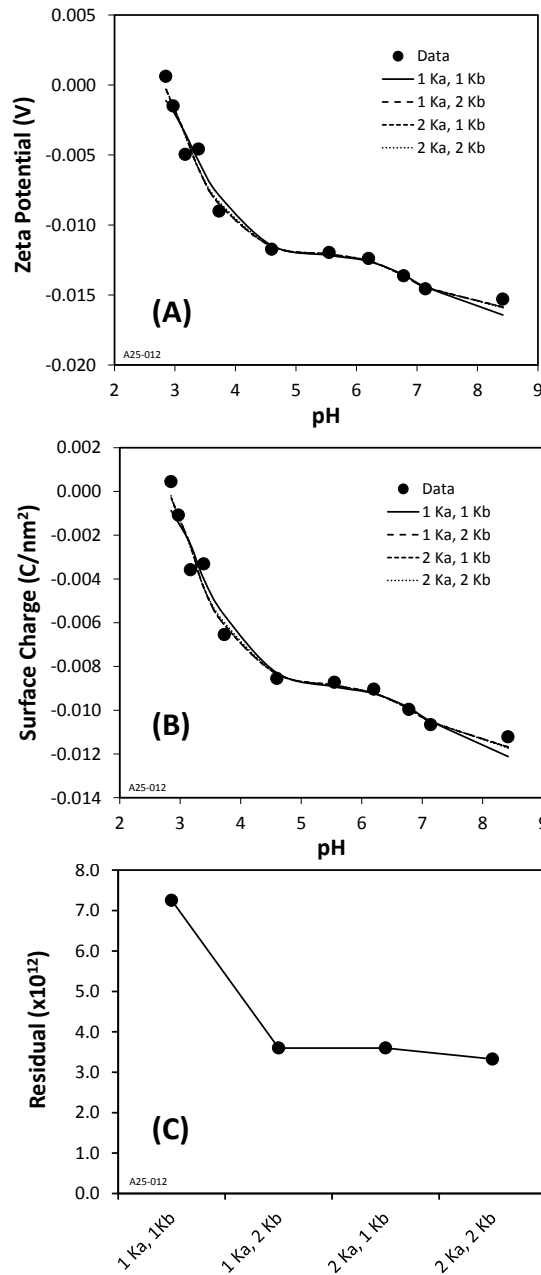 0.005
0.000
-0.005
-0.010
-0.015
-0.020
Zeta Potential (V)
Data
1 Ka, 1 Kb
1 Ka, 2 Kb
2 Ka, 1 Kb
2 Ka, 2 Kb
(A)
A25-012
2 3 4 5 6 7 8 9
pH
0.002
0.000
-0.002
-0.004
-0.006
-0.008
-0.010
-0.012
-0.014
Surface Charge (C/nm²)
Data
1 Ka, 1 Kb
1 Ka, 2 Kb
2 Ka, 1 Kb
2 Ka, 2 Kb
(B)
A25-012
2 3 4 5 6 7 8 9
pH
8.0
7.0
6.0
5.0
4.0
3.0
2.0
1.0
0.0
Residual (x10¹²)
(C)
A25-012
1 Ka, 1Kb
1 Ka, 2 Kb
2 Ka, 1 Kb
2 Ka, 2 Kb